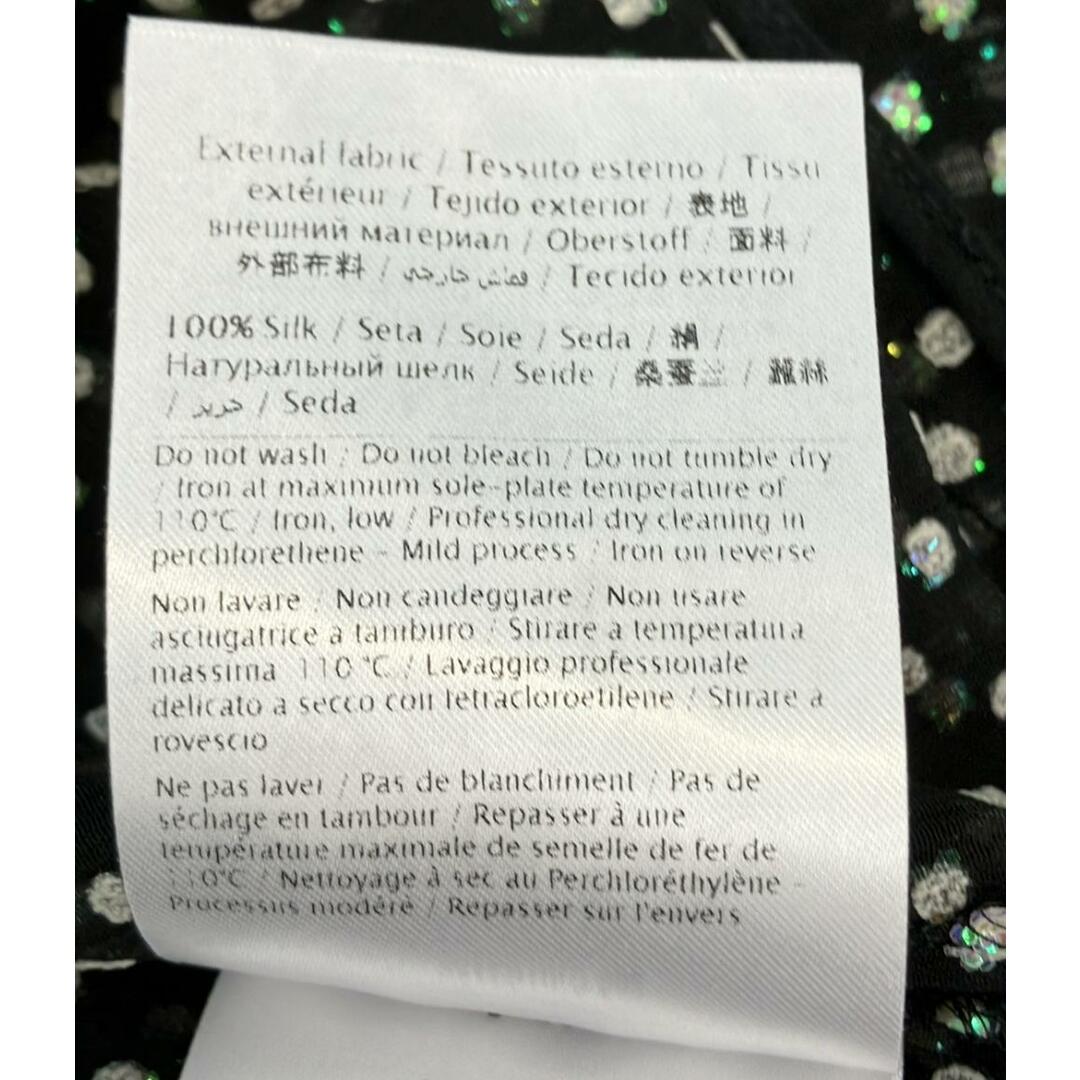 External fabric / Tessuto esterno / Tissu
extérieur / Tejido exterior / 表地 /
внешний материал / Oberstoff / 面料 /
外部布料 / قماش خارجي / Tecido exterior
100% Silk / Seta / Soie / Seda / 絹 /
Натуральный шелк / Seide / 桑蚕丝 / 蠶絲
/ حرير / Seda
Do not wash / Do not bleach / Do not tumble dry
/ Iron at maximum sole-plate temperature of
110°C / Iron, low / Professional dry cleaning in
perchlorethene - Mild process / Iron on reverse
Non lavare / Non candeggiare / Non usare
asciugatrice a tamburo / Stirare a temperatura
massima 110 °C / Lavaggio professionale
delicato a secco con tetracloroetilene / Stirare a
rovescio
Ne pas laver / Pas de blanchiment / Pas de
séchage en tambour / Repasser à une
température maximale de semelle de fer de
110°C / Nettoyage à sec au Perchloréthylène -
Processus modéré / Repasser sur l'envers